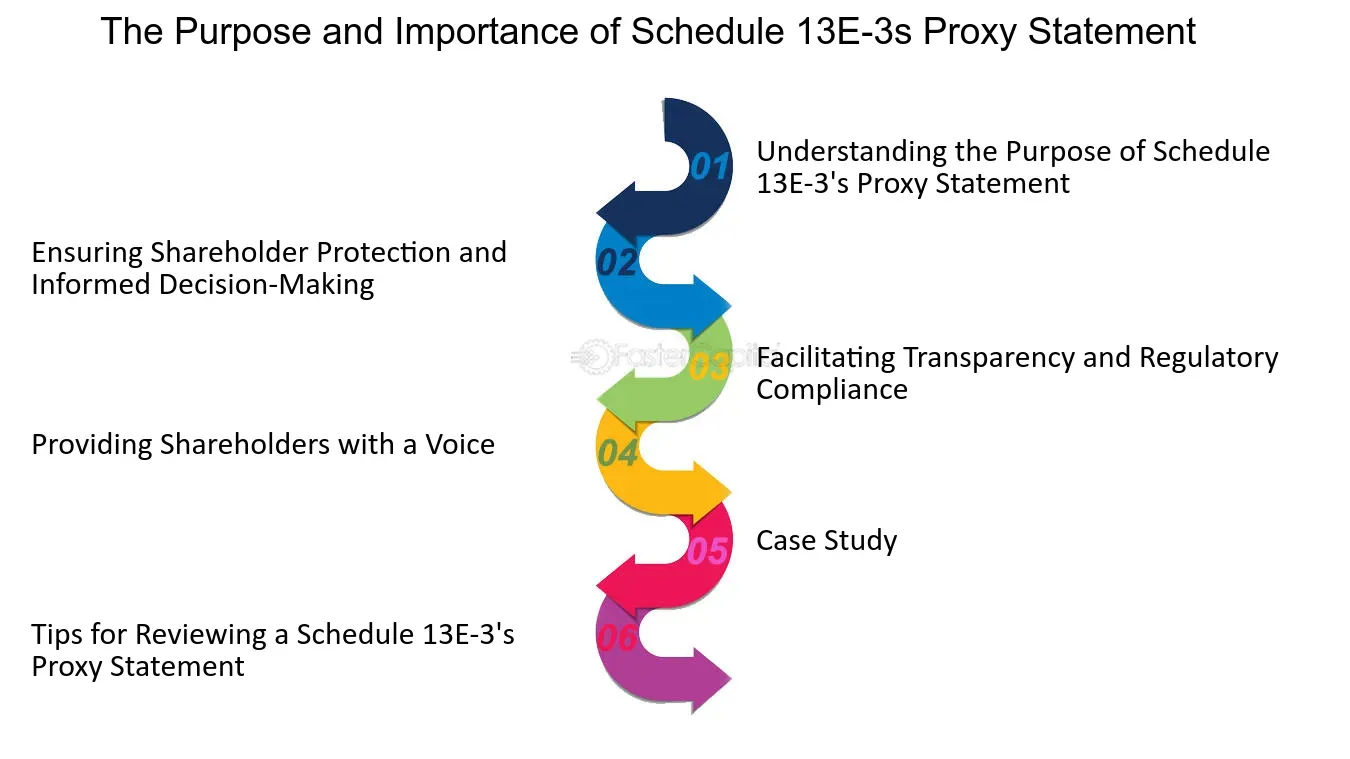 The Purpose and Importance of Schedule 13E-3s Proxy Statement
01
Understanding the Purpose of Schedule
13E-3's Proxy Statement
02
Ensuring Shareholder Protection and
Informed Decision-Making
FasterCapital
03
Facilitating Transparency and Regulatory
Compliance
04
Providing Shareholders with a Voice
05
Case Study
06
Tips for Reviewing a Schedule 13E-3's
Proxy Statement